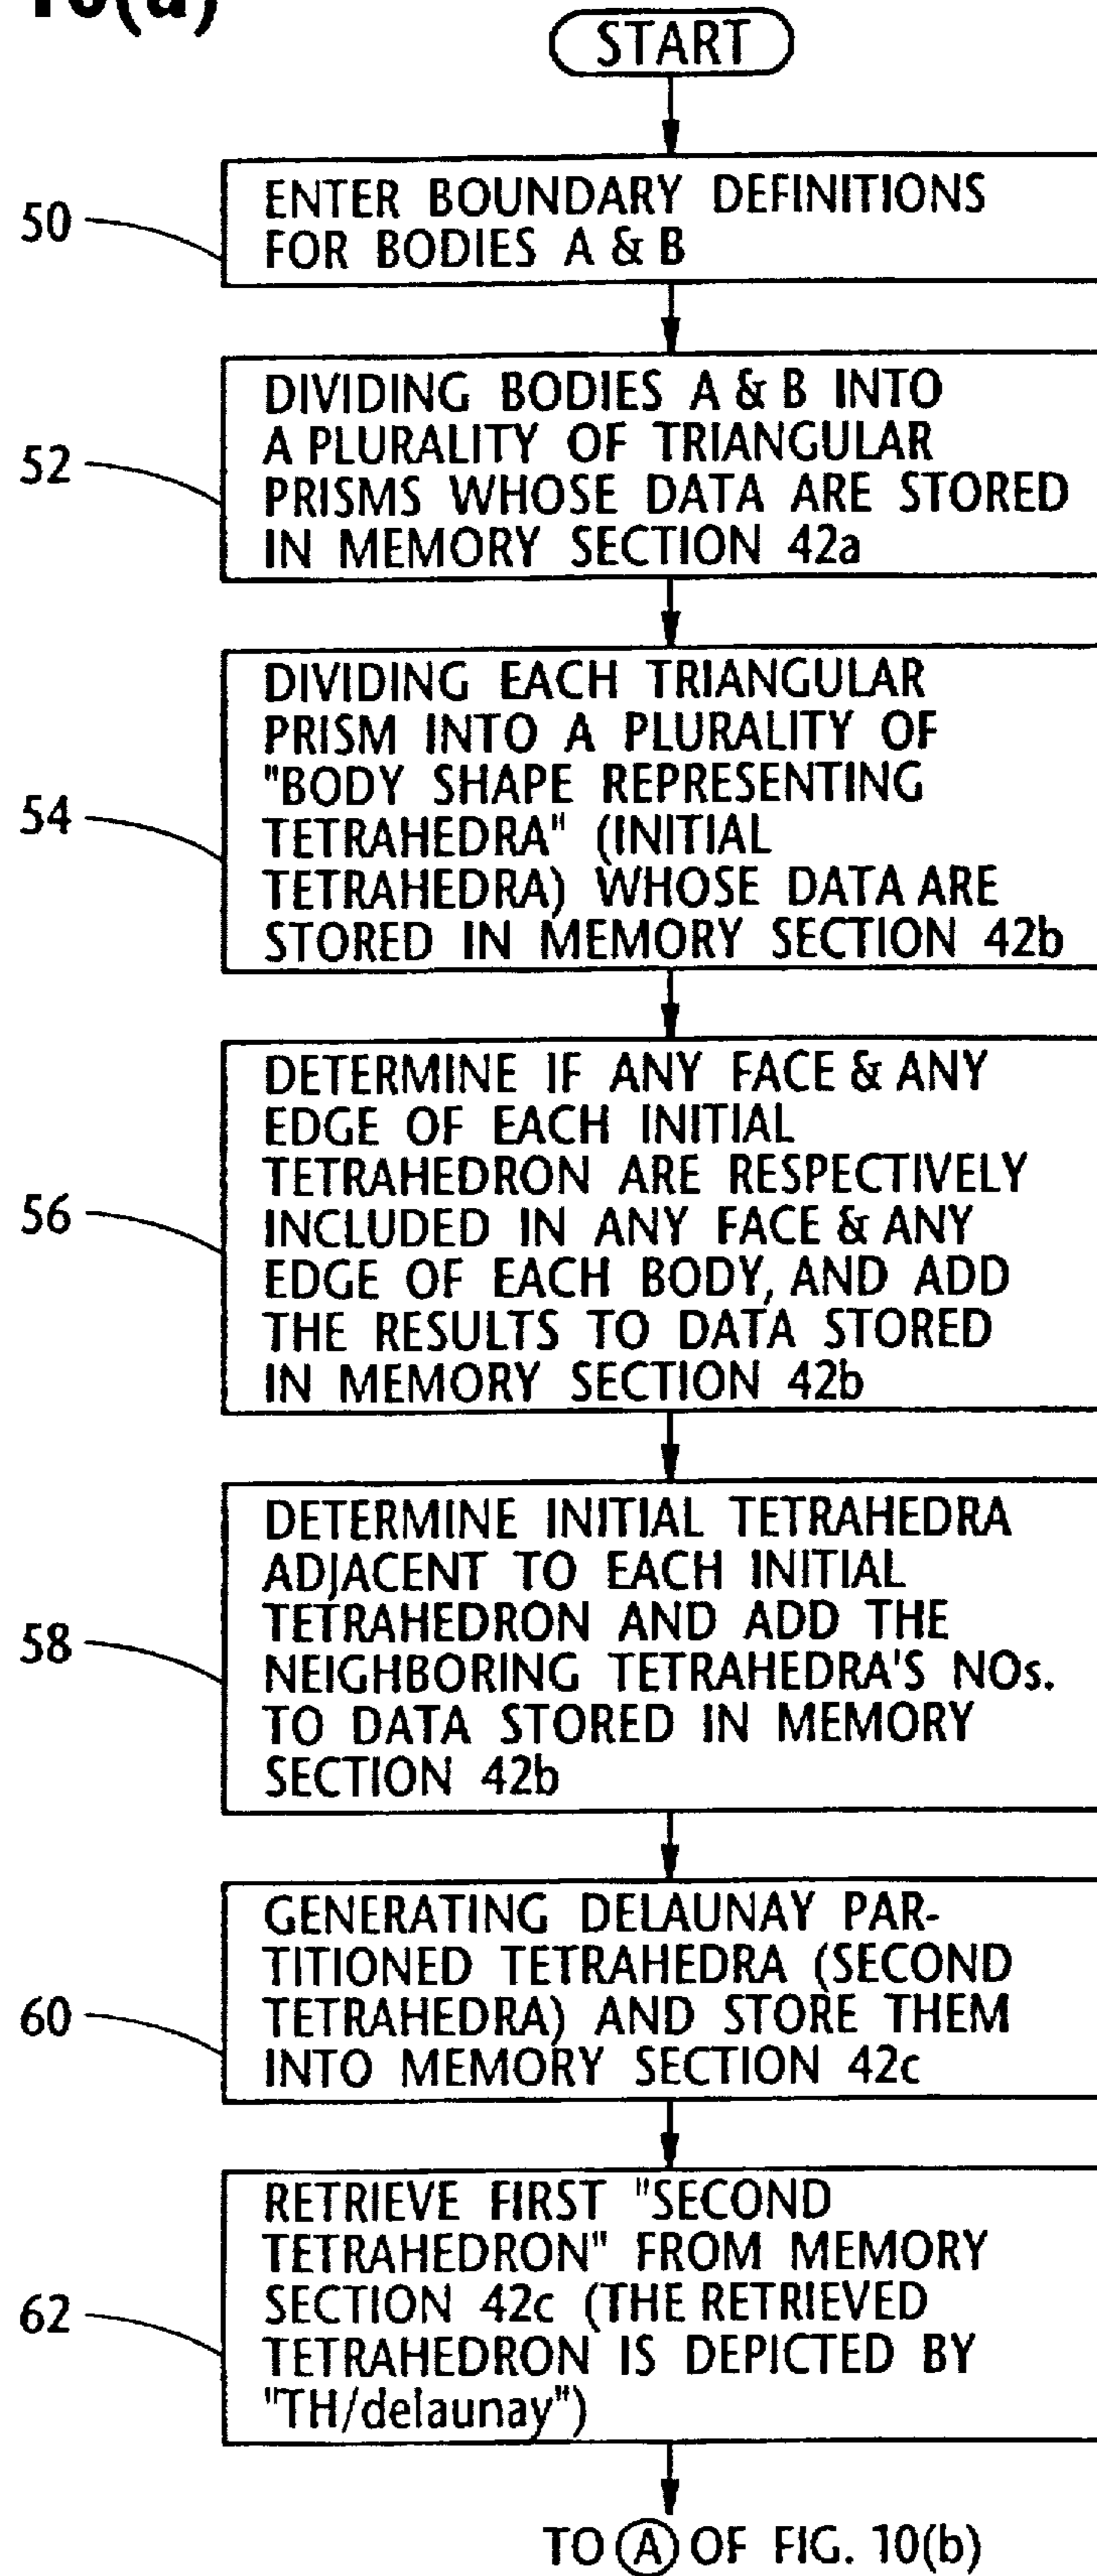 10(a)
START
50
ENTER BOUNDARY DEFINITIONS
FOR BODIES A & B
52
DIVIDING BODIES A & B INTO
A PLURALITY OF TRIANGULAR
PRISMS WHOSE DATA ARE STORED
IN MEMORY SECTION 42a
54
DIVIDING EACH TRIANGULAR
PRISM INTO A PLURALITY OF
"BODY SHAPE REPRESENTING
TETRAHEDRA" (INITIAL
TETRAHEDRA) WHOSE DATA ARE
STORED IN MEMORY SECTION 42b
56
DETERMINE IF ANY FACE & ANY
EDGE OF EACH INITIAL
TETRAHEDRON ARE RESPECTIVELY
INCLUDED IN ANY FACE & ANY
EDGE OF EACH BODY, AND ADD
THE RESULTS TO DATA STORED
IN MEMORY SECTION 42b
58
DETERMINE INITIAL TETRAHEDRA
ADJACENT TO EACH INITIAL
TETRAHEDRON AND ADD THE
NEIGHBORING TETRAHEDRA'S NOs.
TO DATA STORED IN MEMORY
SECTION 42b
60
GENERATING DELAUNAY PAR-
TITIONED TETRAHEDRA (SECOND
TETRAHEDRA) AND STORE THEM
INTO MEMORY SECTION 42c
62
RETRIEVE FIRST "SECOND
TETRAHEDRON" FROM MEMORY
SECTION 42c (THE RETRIEVED
TETRAHEDRON IS DEPICTED BY
"TH/delaunay")
TO A OF FIG. 10(b)